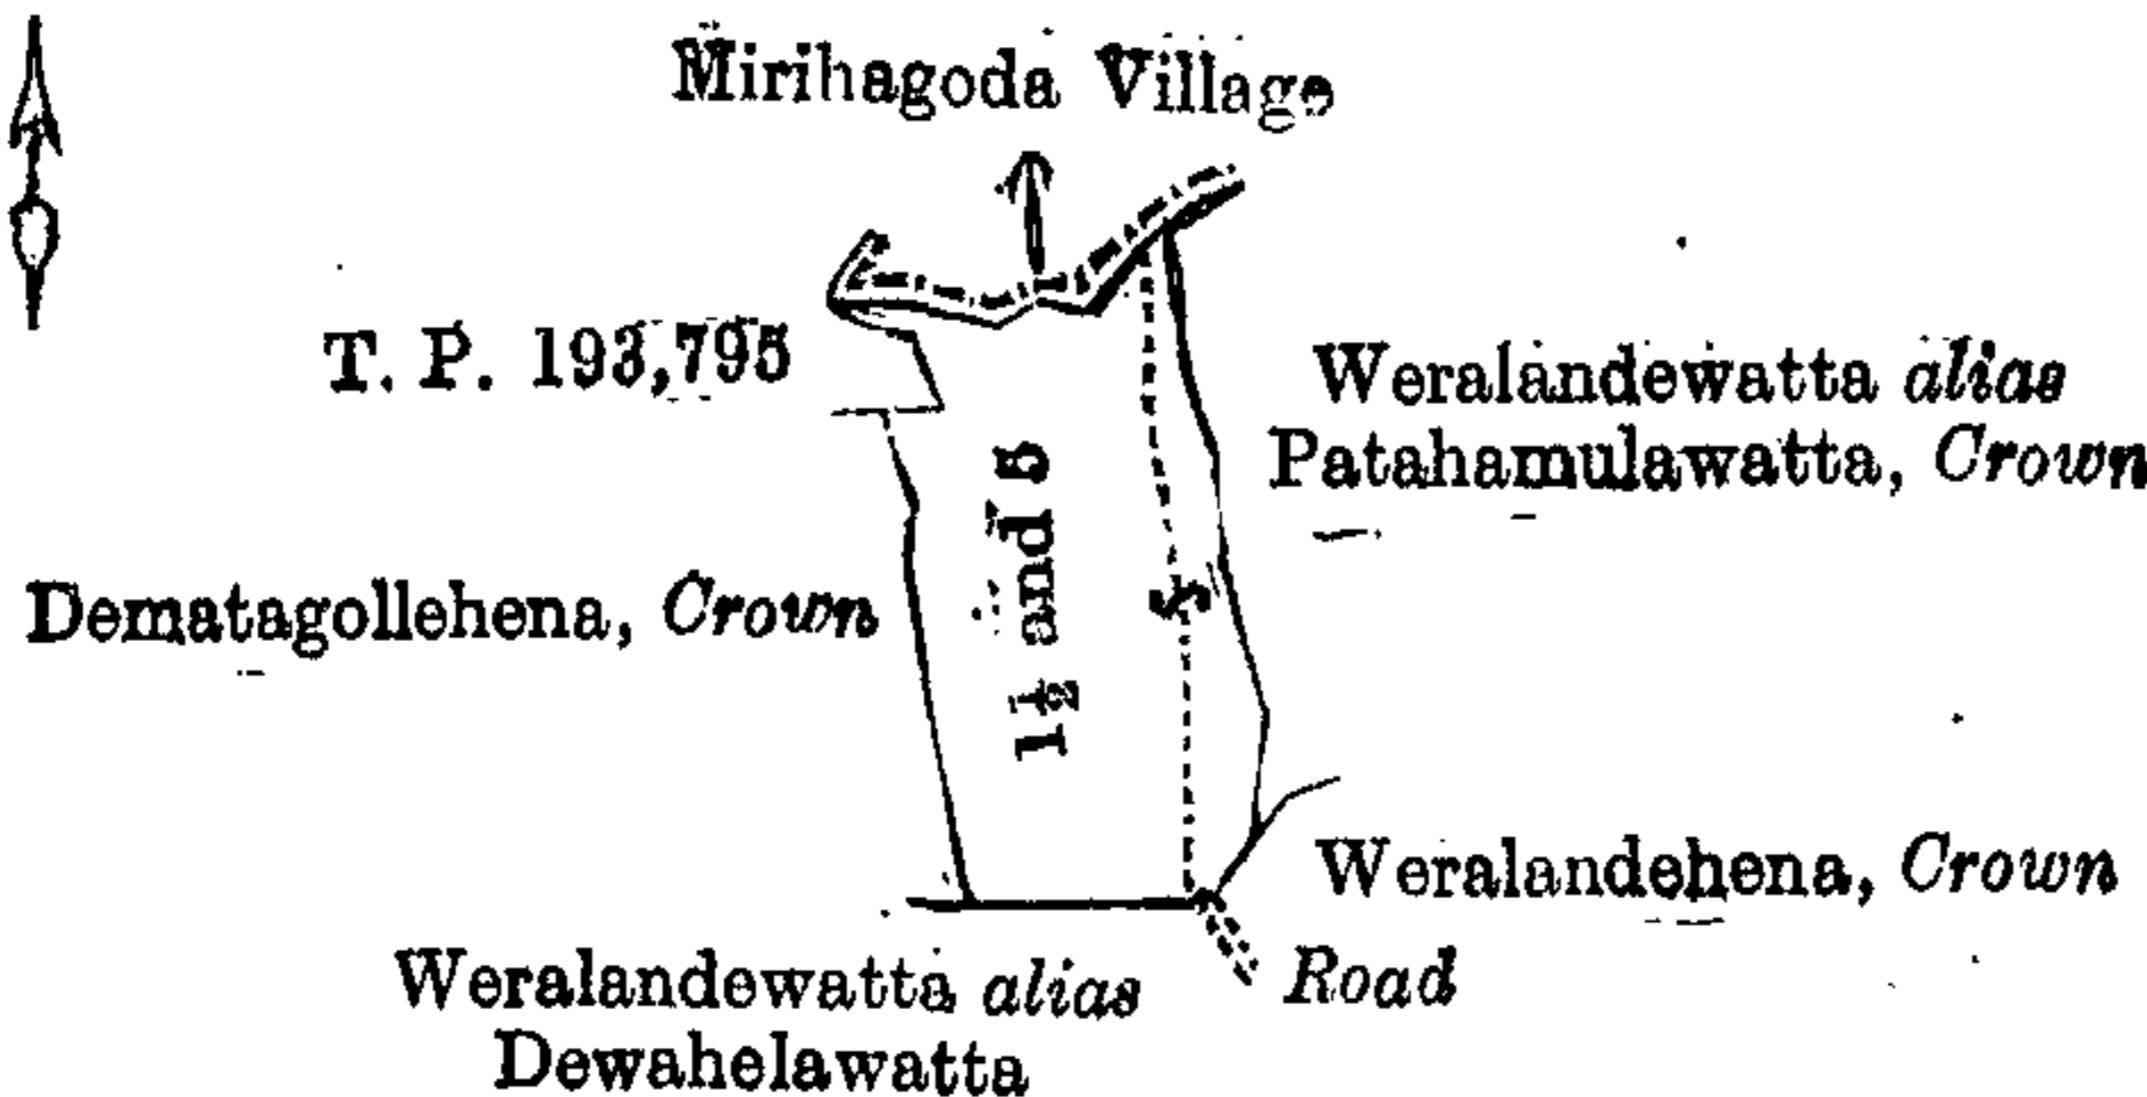 Mirihagoda Village
T. P. 193,795
Weralandewatta alias
Patahamulawatta, Crown
1½ and 5
Dematagollehena, Crown
Weralandehena, Crown
Road
Weralandewatta alias
Dewahelawatta